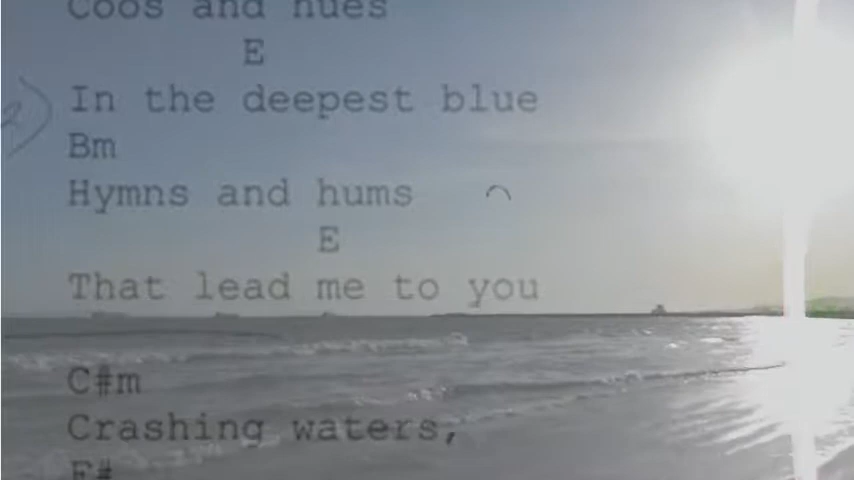 Coos and hues
E
In the deepest blue
Bm
Hymns and hums
E
That lead me to you
C#m
Crashing waters,
F#